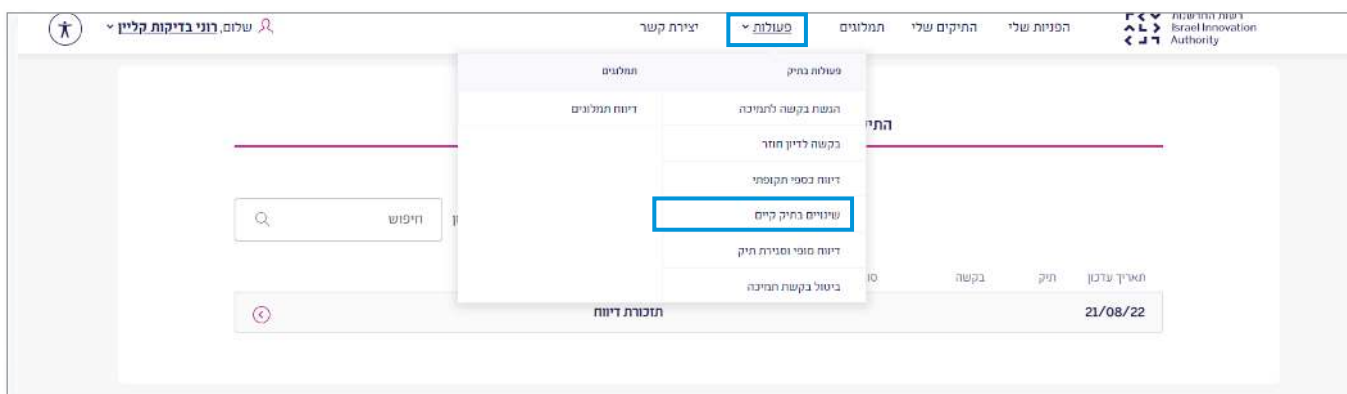 רשות החדשנות
Israel Innovation
Authority
הפניות שלי
התיקים שלי
תמלוגים
פעולות
יצירת קשר
שלום, רוני בדיקות קליין
פעולות בתיק
תמלוגים
הגשת בקשה לתמיכה
דיווח תמלוגים
בקשה לדיון חוזר
דיווח כספי תקופתי
שינויים בתיק קיים
דיווח סופי וסגירת תיק
ביטול בקשת תמיכה
התי
חיפוש
תאריך עדכון
תיק
בקשה
סו
21/08/22
תזכורת דיווח